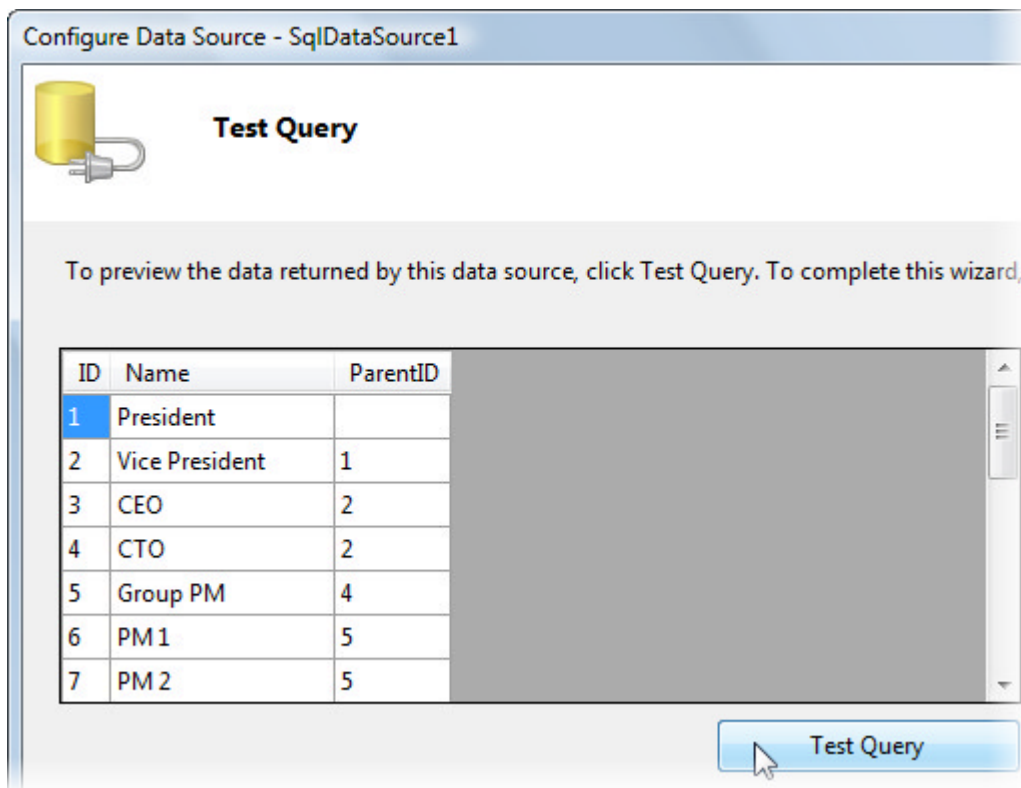 Configure Data Source - SqlDataSource1
Test Query
To preview the data returned by this data source, click Test Query. To complete this wizard,
ID Name ParentID
1 President
2 Vice President 1
3 CEO 2
4 CTO 2
5 Group PM 4
6 PM 1 5
7 PM 2 5
Test Query